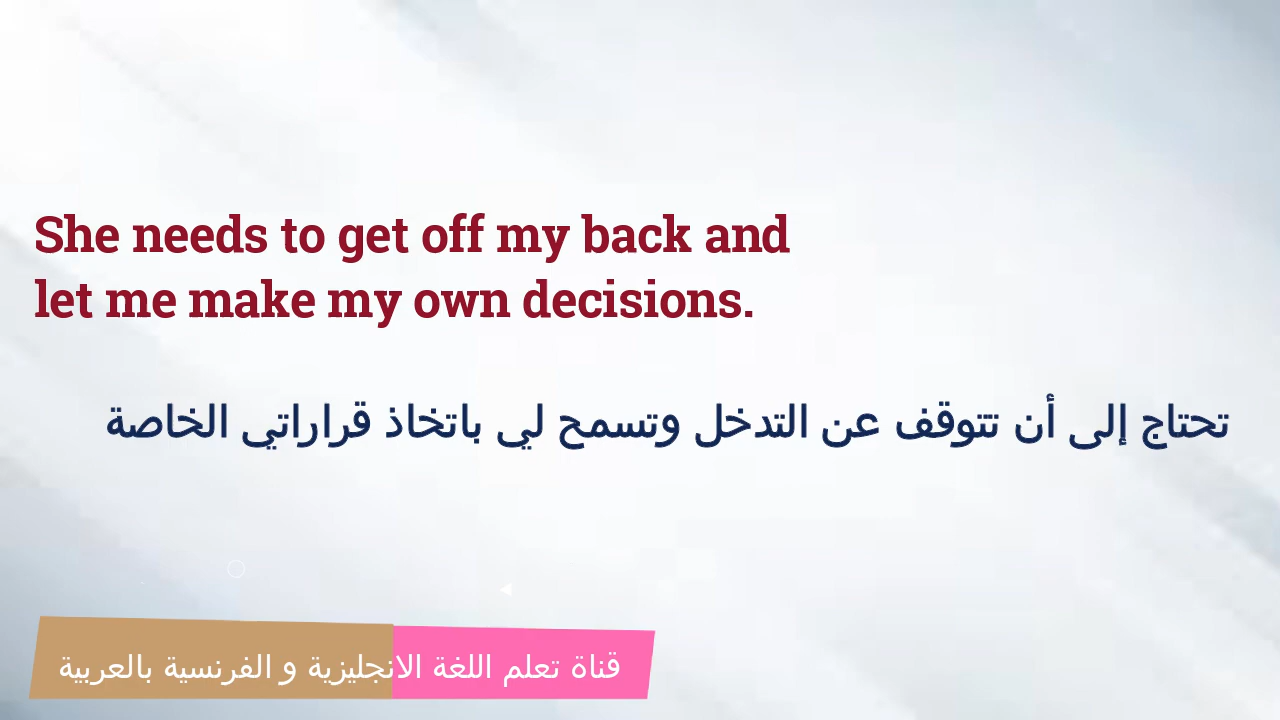 She needs to get off my back and
let me make my own decisions.
تحتاج إلى أن تتوقف عن التدخل وتسمح لي باتخاذ قراراتي الخاصة
قناة تعلم اللغة الانجليزية و الفرنسية بالعربية